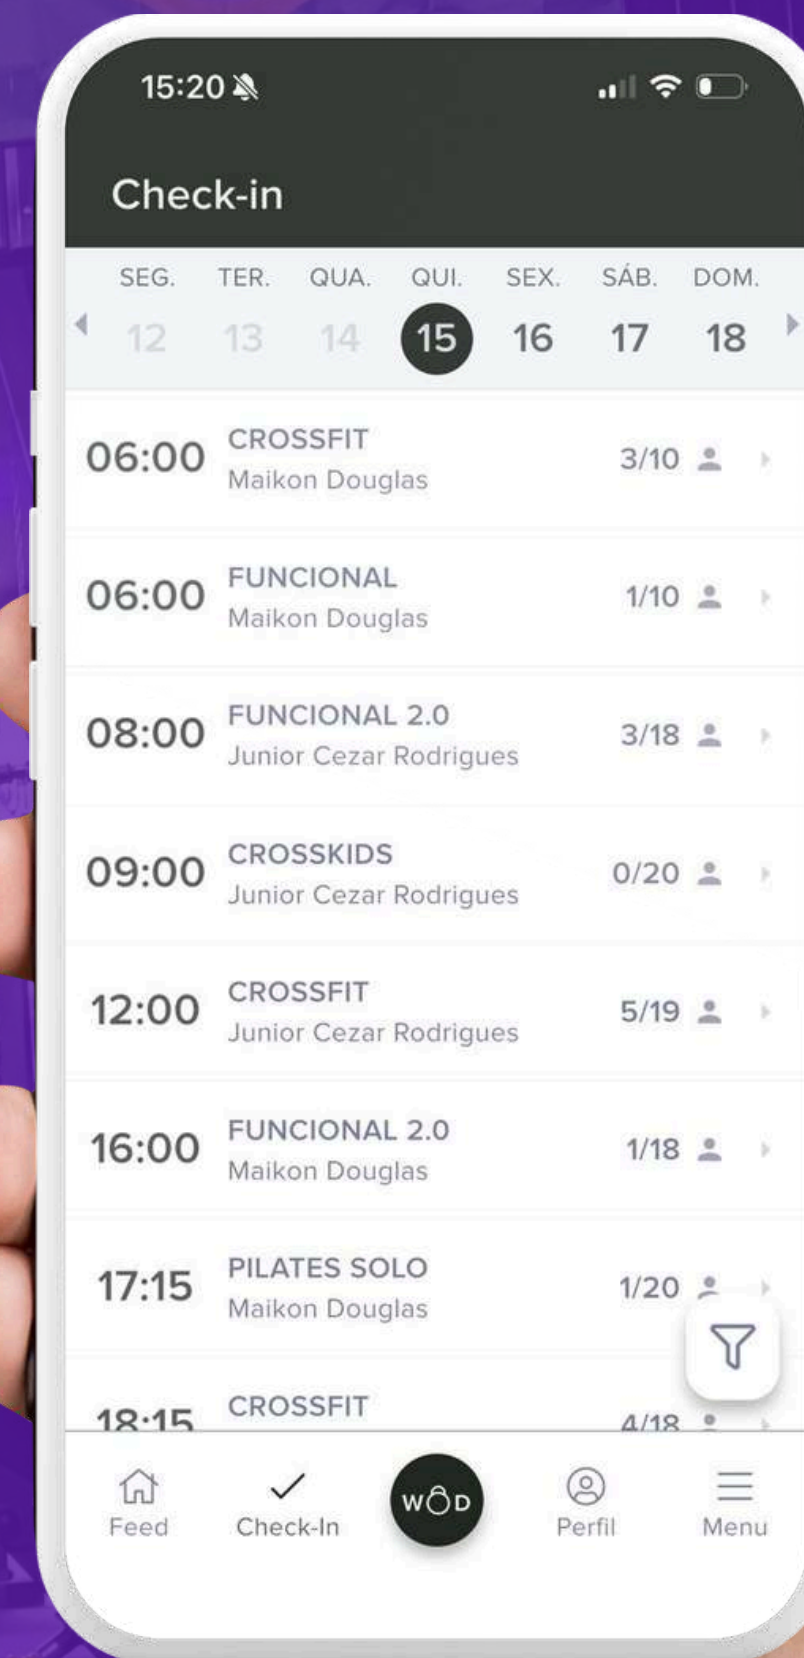 15:20
Check-in
SEG. TER. QUA. QUI. SEX. SÁB. DOM.
12 13 14 15 16 17 18
06:00 CROSSFIT 3/10
Maikon Douglas
06:00 FUNCIONAL 1/10
Maikon Douglas
08:00 FUNCIONAL 2.0 3/18
Junior Cezar Rodrigues
09:00 CROSSKIDS 0/20
Junior Cezar Rodrigues
12:00 CROSSFIT 5/19
Junior Cezar Rodrigues
16:00 FUNCIONAL 2.0 1/18
Maikon Douglas
17:15 PILATES SOLO 1/20
Maikon Douglas
18:15 CROSSFIT 4/18
Feed Check-In WOD Perfil Menu